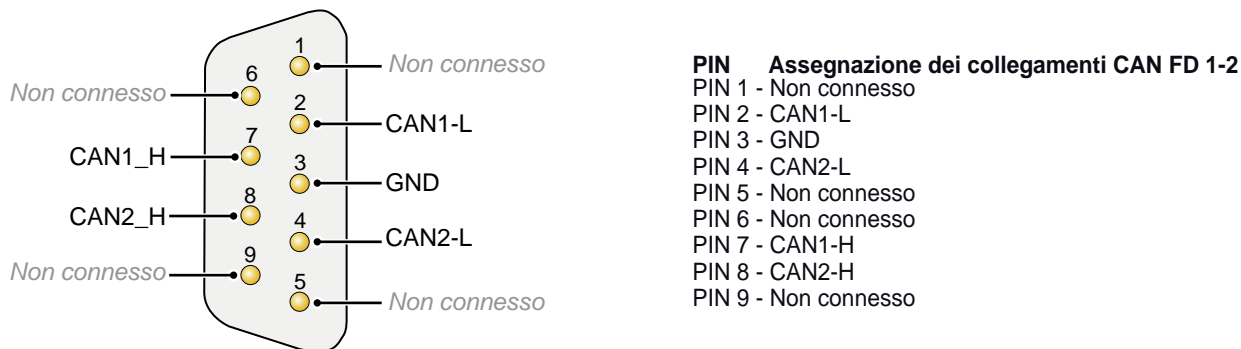 1
Non connesso
6
Non connesso
2
CAN1-L
7
CAN1_H
3
GND
8
CAN2_H
4
CAN2-L
9
Non connesso
5
Non connesso
PIN Assegnazione dei collegamenti CAN FD 1-2
PIN 1 - Non connesso
PIN 2 - CAN1-L
PIN 3 - GND
PIN 4 - CAN2-L
PIN 5 - Non connesso
PIN 6 - Non connesso
PIN 7 - CAN1-H
PIN 8 - CAN2-H
PIN 9 - Non connesso